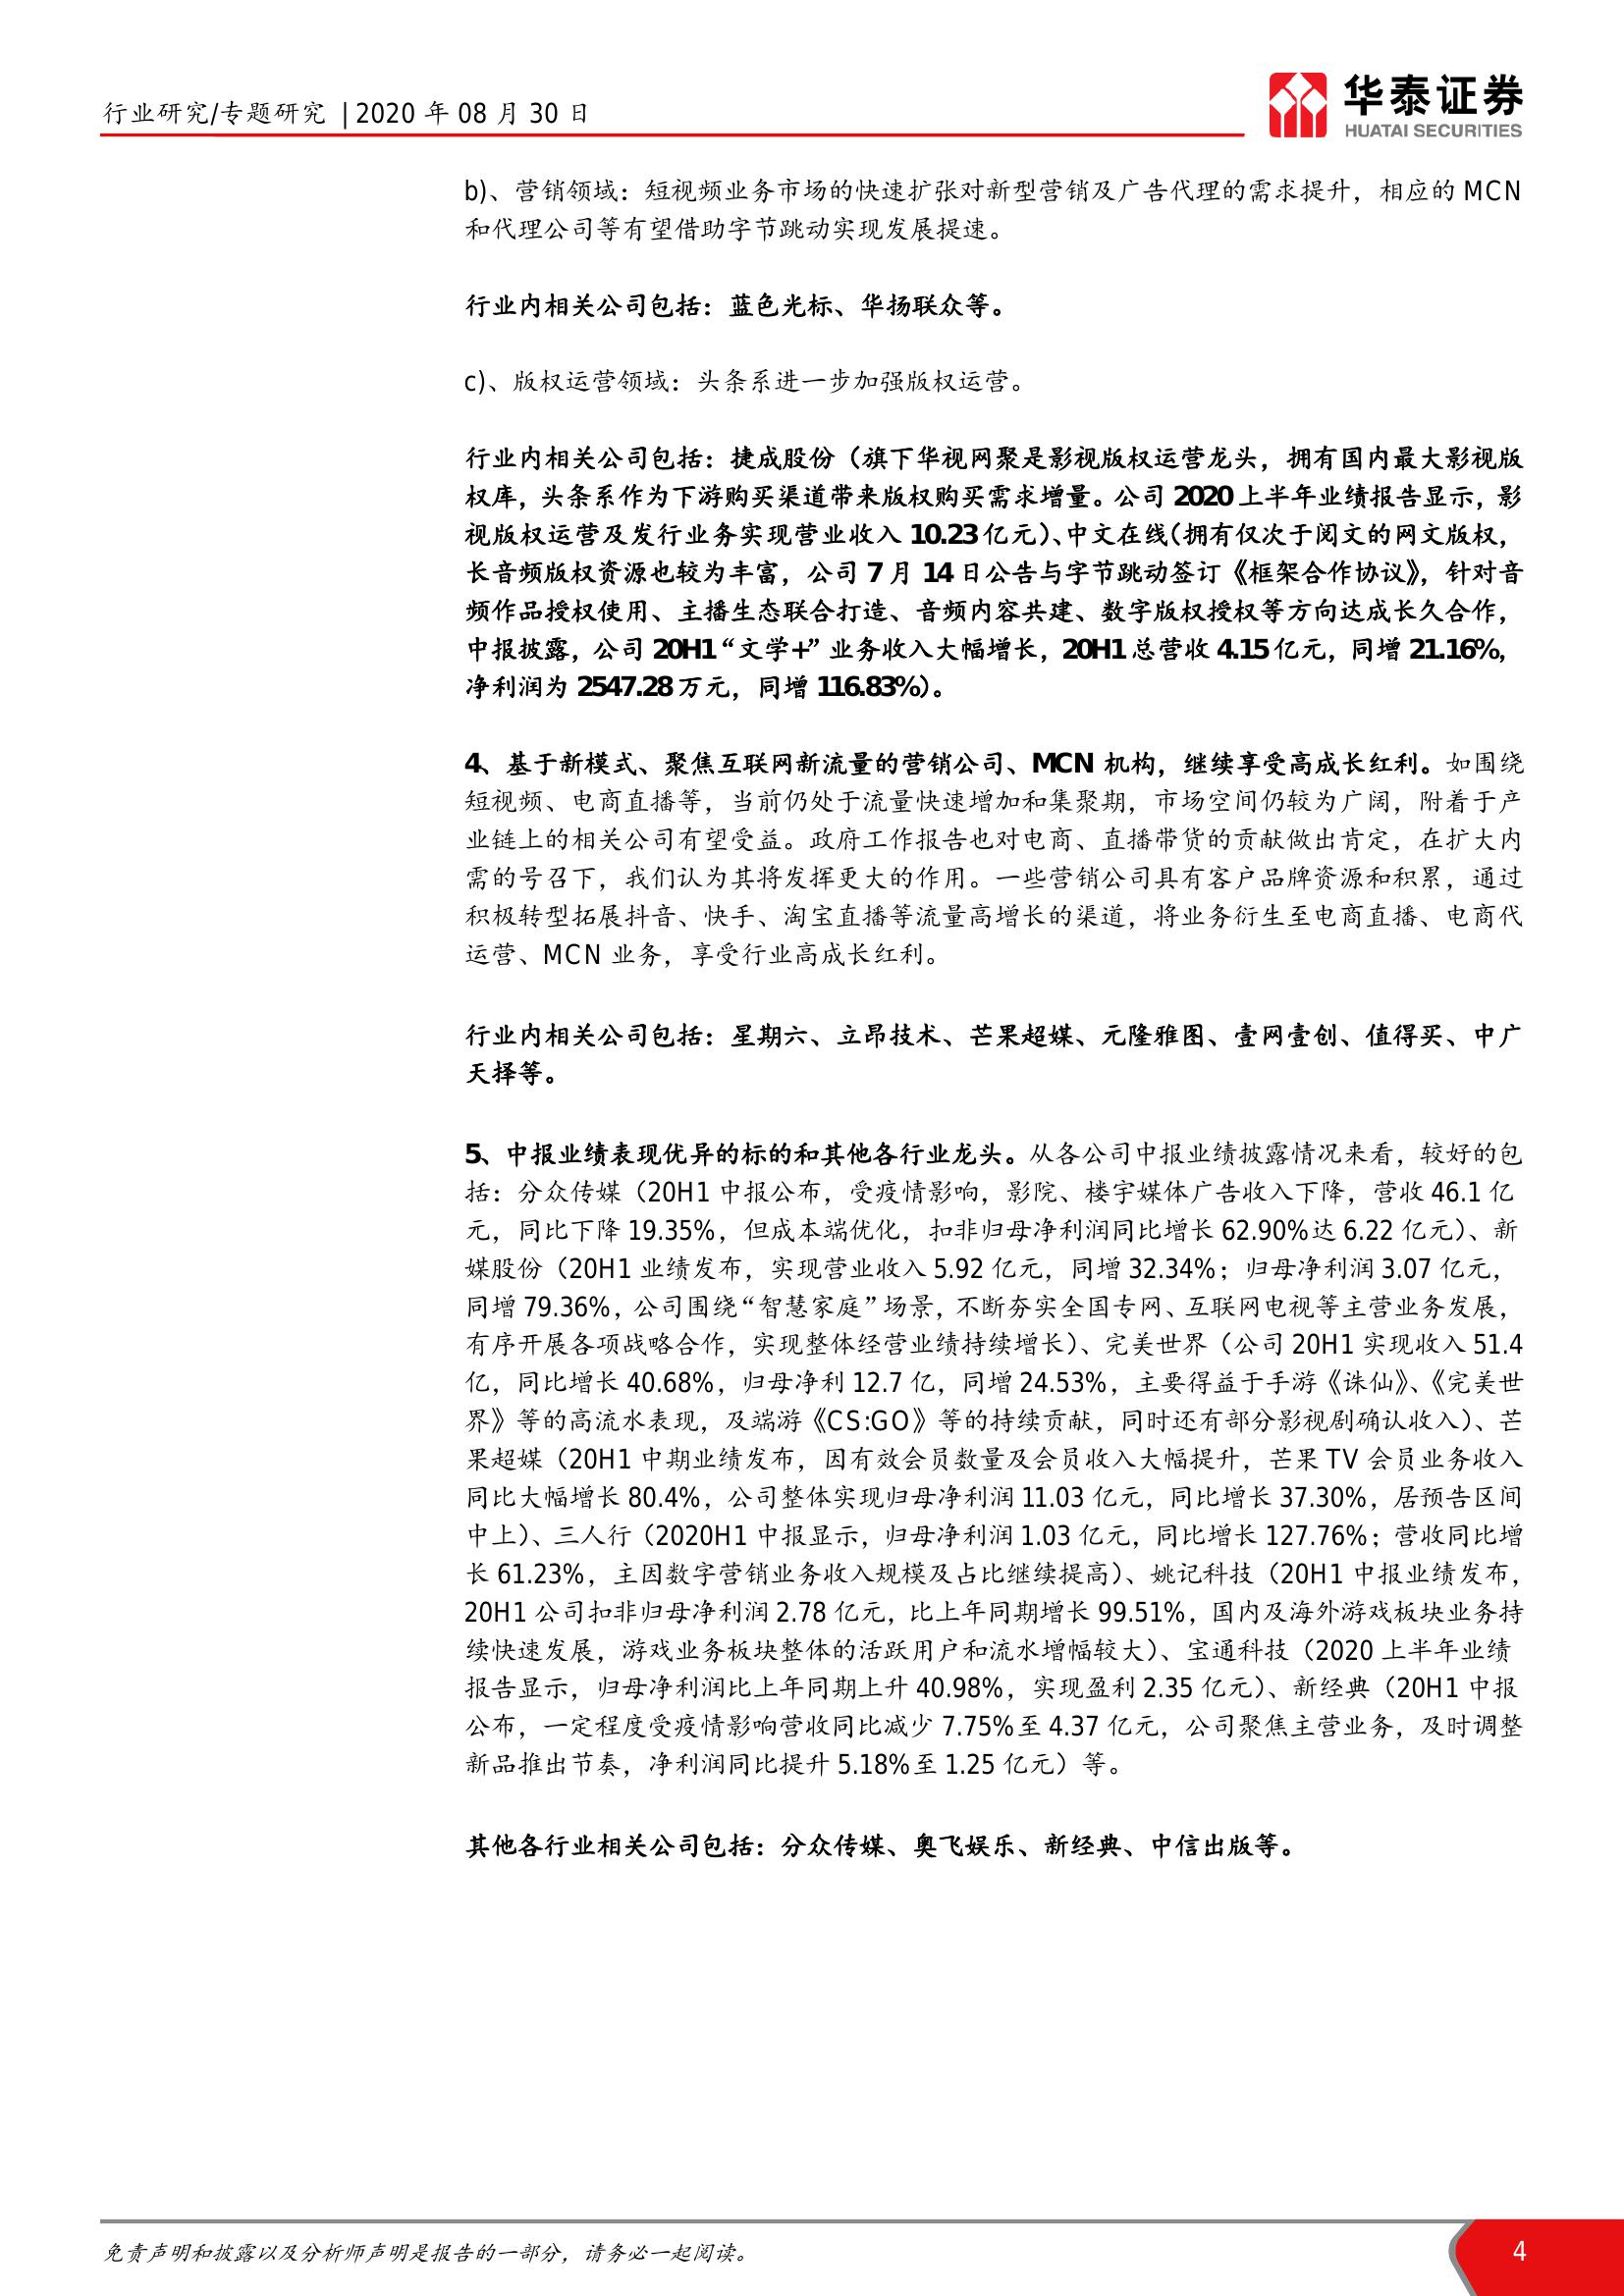 行业研究/专题研究 | 2020 年 08 月 30 日
华泰证券
HUATAI SECURITIES
b)、营销领域：短视频业务市场的快速扩张对新型营销及广告代理的需求提升，相应的 MCN
和代理公司等有望借助字节跳动实现发展提速。
行业内相关公司包括：蓝色光标、华扬联众等。
c)、版权运营领域：头条系进一步加强版权运营。
行业内相关公司包括：捷成股份（旗下华视网聚是影视版权运营龙头，拥有国内最大影视版
权库，头条系作为下游购买渠道带来版权购买需求增量。公司 2020 上半年业绩报告显示，影
视版权运营及发行业务实现营业收入 10.23 亿元）、中文在线（拥有仅次于阅文的网文版权，
长音频版权资源也较为丰富，公司 7 月 14 日公告与字节跳动签订《框架合作协议》，针对音
频作品授权使用、主播生态联合打造、音频内容共建、数字版权授权等方向达成长久合作，
中报披露，公司 20H1“文学+”业务收入大幅增长，20H1 总营收 4.15 亿元，同增 21.16%，
净利润为 2547.28 万元，同增 116.83%）。
4、基于新模式、聚焦互联网新流量的营销公司、MCN 机构，继续享受高成长红利。如围绕
短视频、电商直播等，当前仍处于流量快速增加和集聚期，市场空间仍较为广阔，附着于产
业链上的相关公司有望受益。政府工作报告也对电商、直播带货的贡献做出肯定，在扩大内
需的号召下，我们认为其将发挥更大的作用。一些营销公司具有客户品牌资源和积累，通过
积极转型拓展抖音、快手、淘宝直播等流量高增长的渠道，将业务衍生至电商直播、电商代
运营、MCN 业务，享受行业高成长红利。
行业内相关公司包括：星期六、立昂技术、芒果超媒、元隆雅图、壹网壹创、值得买、中广
天择等。
5、中报业绩表现优异的标的和其他各行业龙头。从各公司中报业绩披露情况来看，较好的包
括：分众传媒（20H1 中报公布，受疫情影响，影院、楼宇媒体广告收入下降，营收 46.1 亿
元，同比下降 19.35%，但成本端优化，扣非归母净利润同比增长 62.90%达 6.22 亿元）、新
媒股份（20H1 业绩发布，实现营业收入 5.92 亿元，同增 32.34%；归母净利润 3.07 亿元，
同增 79.36%，公司围绕“智慧家庭”场景，不断夯实全国专网、互联网电视等主营业务发展，
有序开展各项战略合作，实现整体经营业绩持续增长）、完美世界（公司 20H1 实现收入 51.4
亿，同比增长 40.68%，归母净利 12.7 亿，同增 24.53%，主要得益于手游《诛仙》、《完美世
界》等的高流水表现，及端游《CS:GO》等的持续贡献，同时还有部分影视剧确认收入）、芒
果超媒（20H1 中期业绩发布，因有效会员数量及会员收入大幅提升，芒果 TV 会员业务收入
同比大幅增长 80.4%，公司整体实现归母净利润 11.03 亿元，同比增长 37.30%，居预告区间
中上）、三人行（2020H1 中报显示，归母净利润 1.03 亿元，同比增长 127.76%；营收同比增
长 61.23%，主因数字营销业务收入规模及占比继续提高）、姚记科技（20H1 中报业绩发布，
20H1 公司扣非归母净利润 2.78 亿元，比上年同期增长 99.51%，国内及海外游戏板块业务持
续快速发展，游戏业务板块整体的活跃用户和流水增幅较大）、宝通科技（2020 上半年业绩
报告显示，归母净利润比上年同期上升 40.98%，实现盈利 2.35 亿元）、新经典（20H1 中报
公布，一定程度受疫情影响营收同比减少 7.75%至 4.37 亿元，公司聚焦主营业务，及时调整
新品推出节奏，净利润同比提升 5.18%至 1.25 亿元）等。
其他各行业相关公司包括：分众传媒、奥飞娱乐、新经典、中信出版等。
免责声明和披露以及分析师声明是报告的一部分，请务必一起阅读。
4